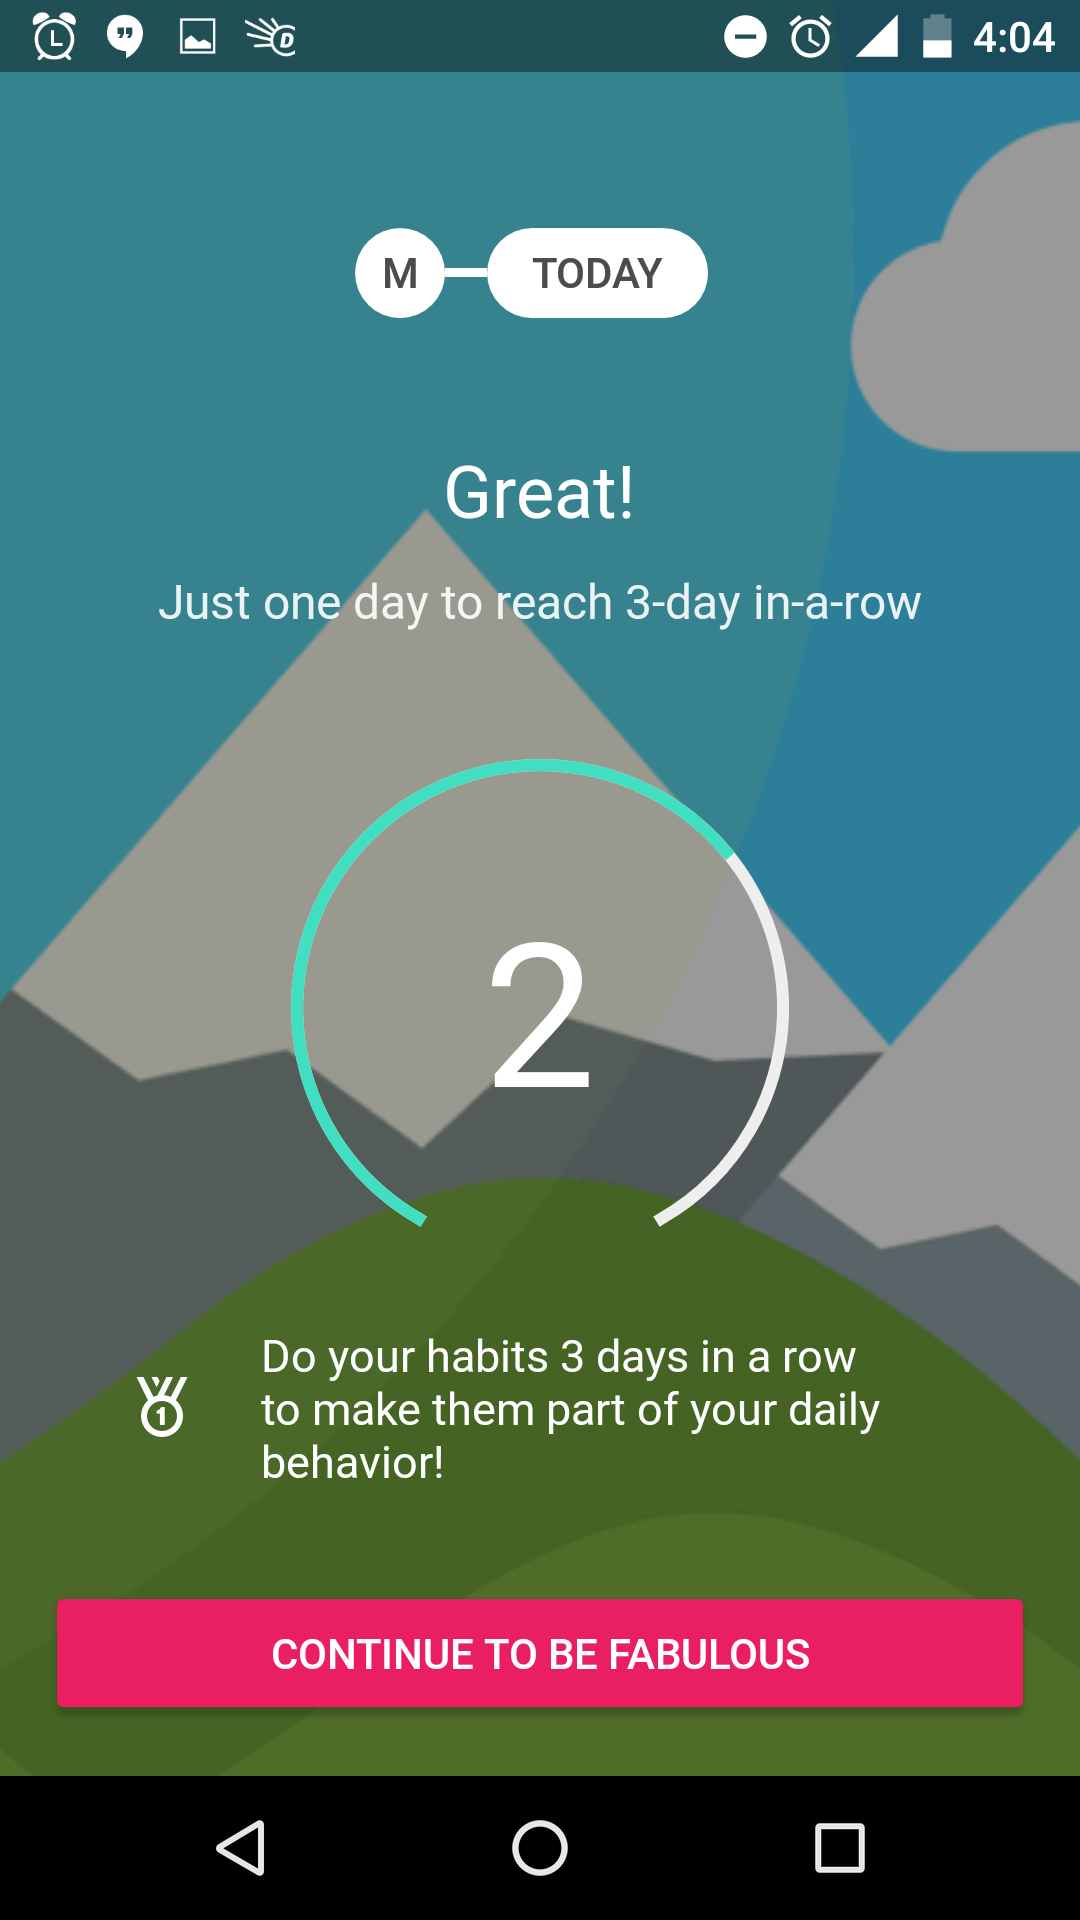 4:04
M TODAY
Great!
Just one day to reach 3-day in-a-row
2
Do your habits 3 days in a row
to make them part of your daily
behavior!
CONTINUE TO BE FABULOUS